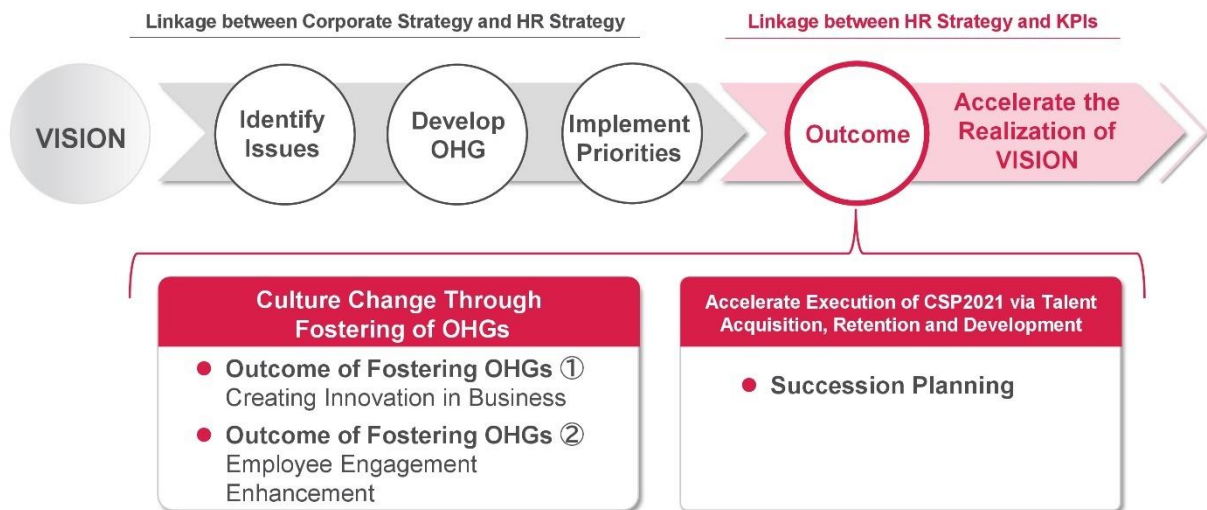 Linkage between Corporate Strategy and HR Strategy
Linkage between HR Strategy and KPIs
VISION
Identify
Issues
Develop
OHG
Implement
Priorities
Outcome
Accelerate the
Realization of
VISION
Culture Change Through
Fostering of OHGs
● Outcome of Fostering OHGs ①
Creating Innovation in Business
● Outcome of Fostering OHGs ②
Employee Engagement
Enhancement
Accelerate Execution of CSP2021 via Talent
Acquisition, Retention and Development
● Succession Planning